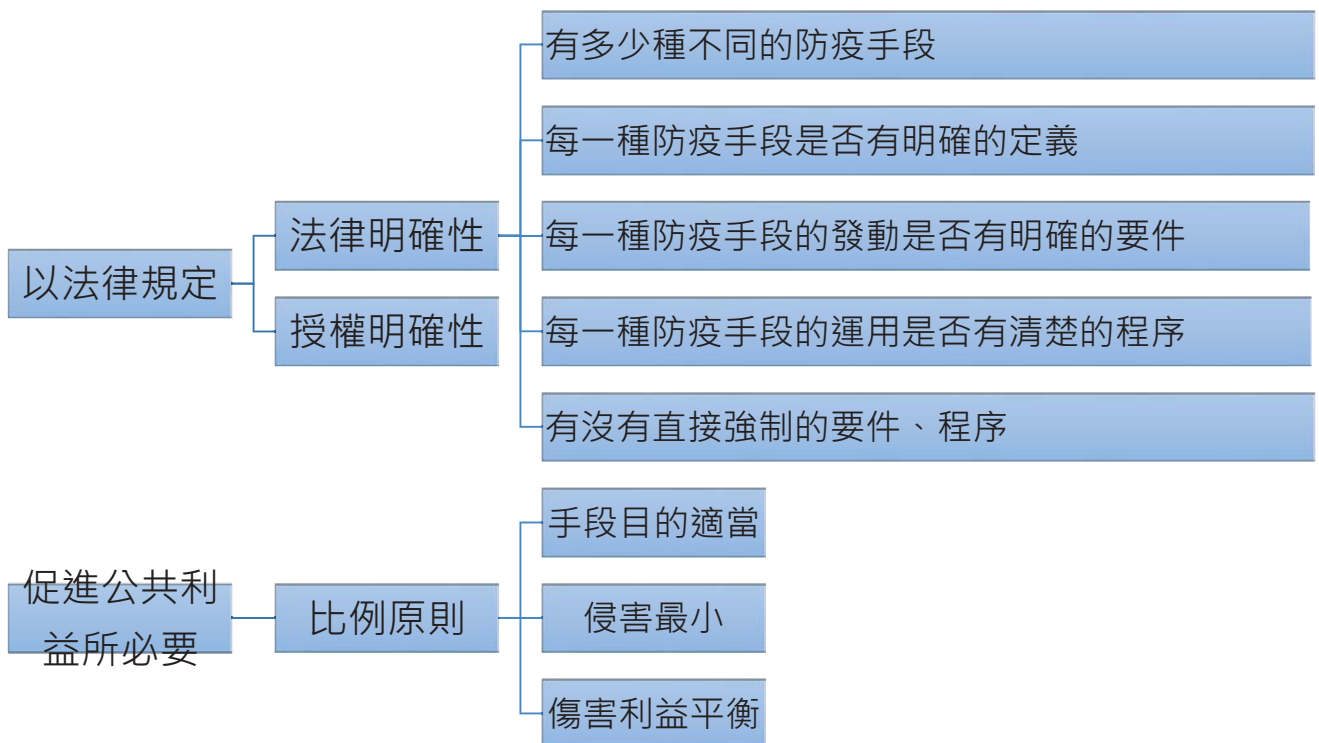 以法律規定
法律明確性
有多少種不同的防疫手段
每一種防疫手段是否有明確的定義
每一種防疫手段的發動是否有明確的要件
每一種防疫手段的運用是否有清楚的程序
有沒有直接強制的要件、程序
授權明確性
促進公共利
益所必要
比例原則
手段目的適當
侵害最小
傷害利益平衡